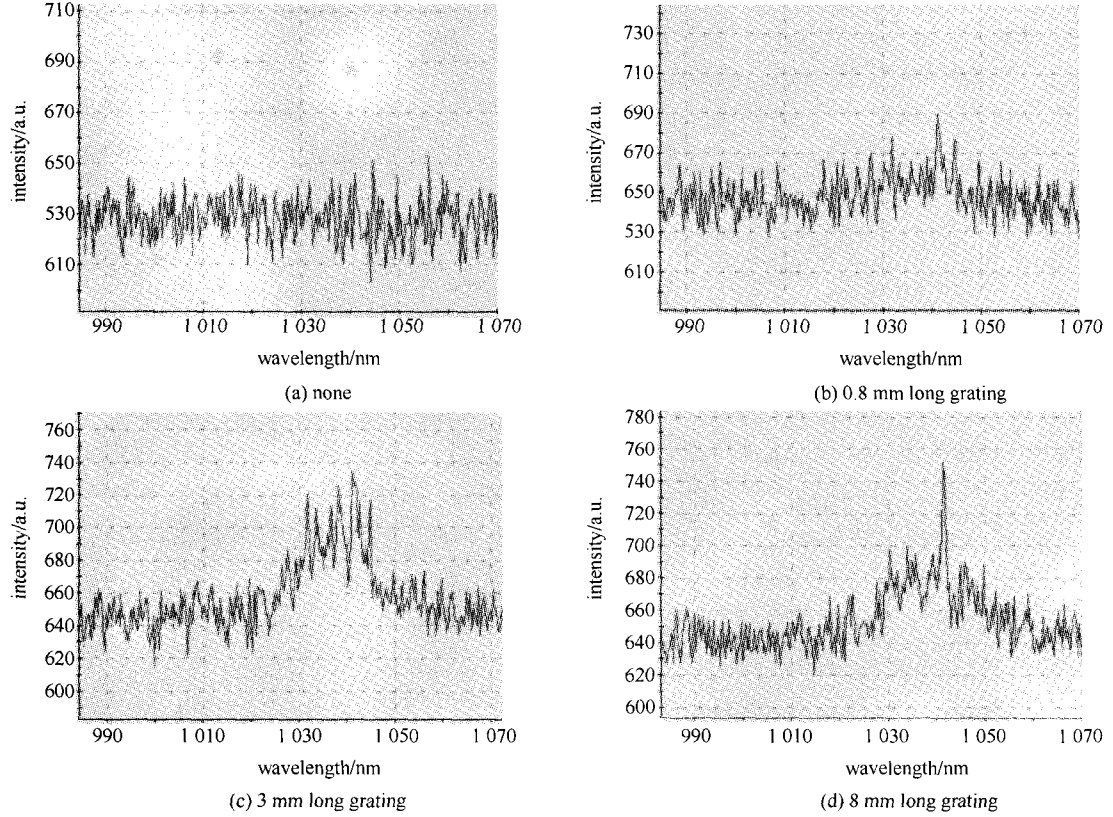 710
690
670
650
530
610
intensity/a.u.
990 1 010 1 030 1 050 1 070
wavelength/nm
(a) none
730
710
690
670
650
530
610
intensity/a.u.
990 1 010 1 030 1 050 1 070
wavelength/nm
(b) 0.8 mm long grating
760
740
720
700
680
660
640
620
600
intensity/a.u.
990 1 010 1 030 1 050 1 070
wavelength/nm
(c) 3 mm long grating
780
760
740
720
700
680
660
640
620
600
intensity/a.u.
990 1 010 1 030 1 050 1 070
wavelength/nm
(d) 8 mm long grating